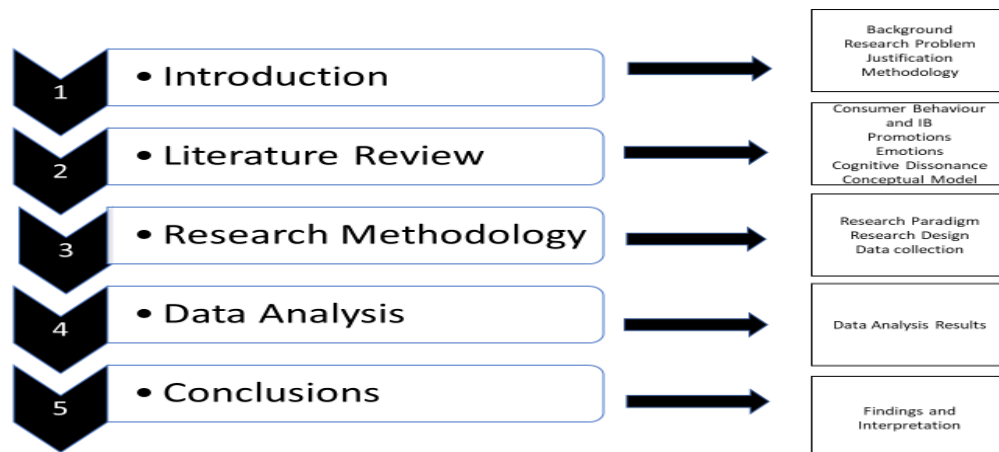 1
• Introduction
Background
Research Problem
Justification
Methodology
2
• Literature Review
Consumer Behaviour
and IB
Promotions
Emotions
Cognitive Dissonance
Conceptual Model
3
• Research Methodology
Research Paradigm
Research Design
Data collection
4
• Data Analysis
Data Analysis Results
5
• Conclusions
Findings and
Interpretation